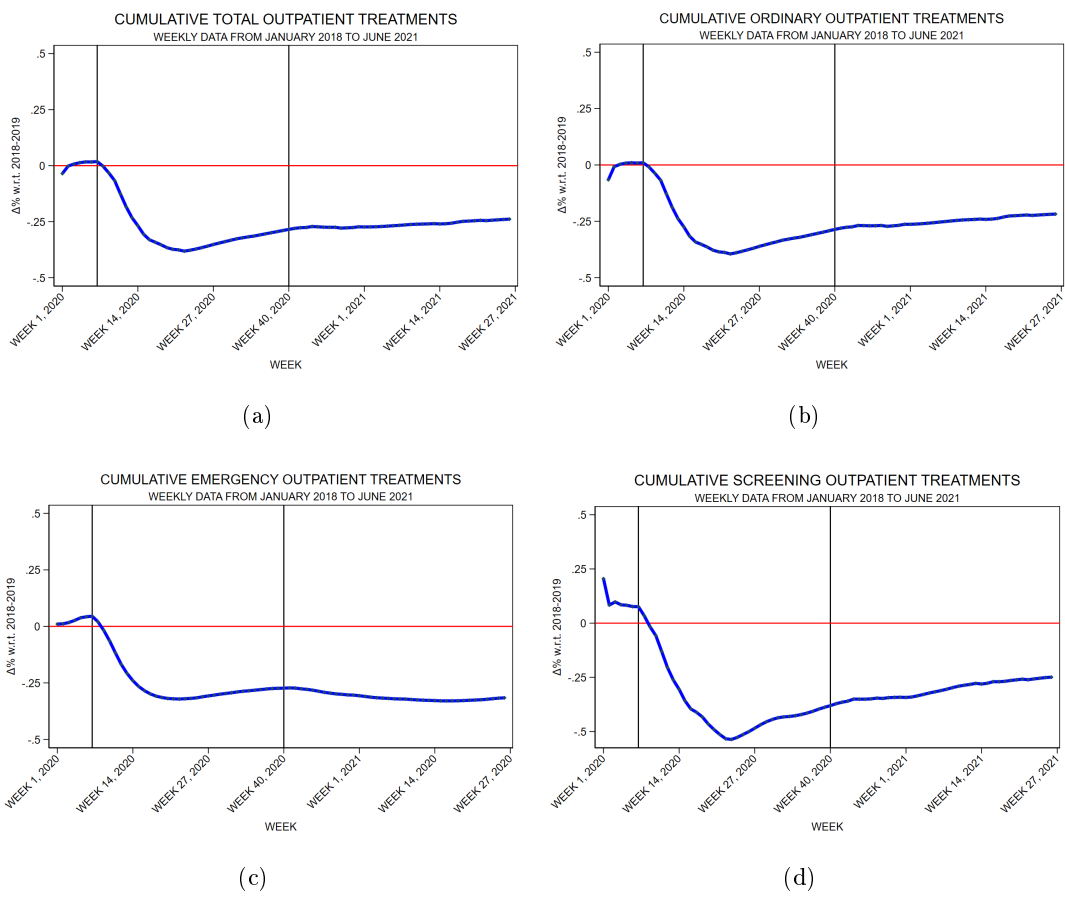 CUMULATIVE TOTAL OUTPATIENT TREATMENTS
WEEKLY DATA FROM JANUARY 2018 TO JUNE 2021
Δ% w.r.t. 2018-2019
.5
.25
0
-.25
-.5
WEEK 1, 2020
WEEK 14, 2020
WEEK 27, 2020
WEEK 40, 2020
WEEK 1, 2021
WEEK 14, 2021
WEEK 27, 2021
WEEK
(a)
CUMULATIVE ORDINARY OUTPATIENT TREATMENTS
WEEKLY DATA FROM JANUARY 2018 TO JUNE 2021
Δ% w.r.t. 2018-2019
.5
.25
0
-.25
-.5
WEEK 1, 2020
WEEK 14, 2020
WEEK 27, 2020
WEEK 40, 2020
WEEK 1, 2021
WEEK 14, 2021
WEEK 27, 2021
WEEK
(b)
CUMULATIVE EMERGENCY OUTPATIENT TREATMENTS
WEEKLY DATA FROM JANUARY 2018 TO JUNE 2021
Δ% w.r.t. 2018-2019
.5
.25
0
-.25
-.5
WEEK 1, 2020
WEEK 14, 2020
WEEK 27, 2020
WEEK 40, 2020
WEEK 1, 2021
WEEK 14, 2020
WEEK 27, 2020
WEEK
(c)
CUMULATIVE SCREENING OUTPATIENT TREATMENTS
WEEKLY DATA FROM JANUARY 2018 TO JUNE 2021
Δ% w.r.t. 2018-2019
.5
.25
0
-.25
-.5
WEEK 1, 2020
WEEK 14, 2020
WEEK 27, 2020
WEEK 40, 2020
WEEK 1, 2021
WEEK 14, 2021
WEEK 27, 2021
WEEK
(d)